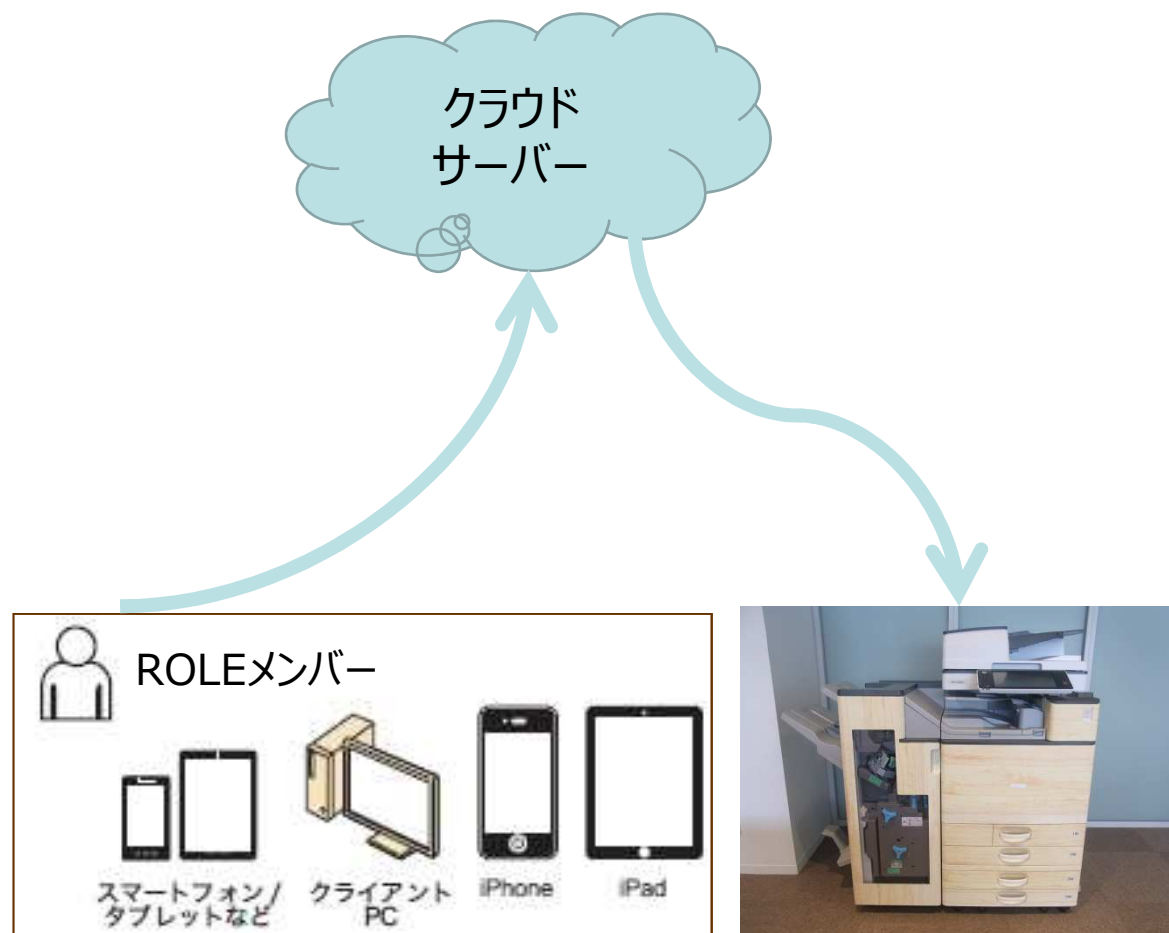 クラウド
サーバー
ROLEメンバー
スマートフォン/
タブレットなど
クライアント
PC
iPhone
iPad